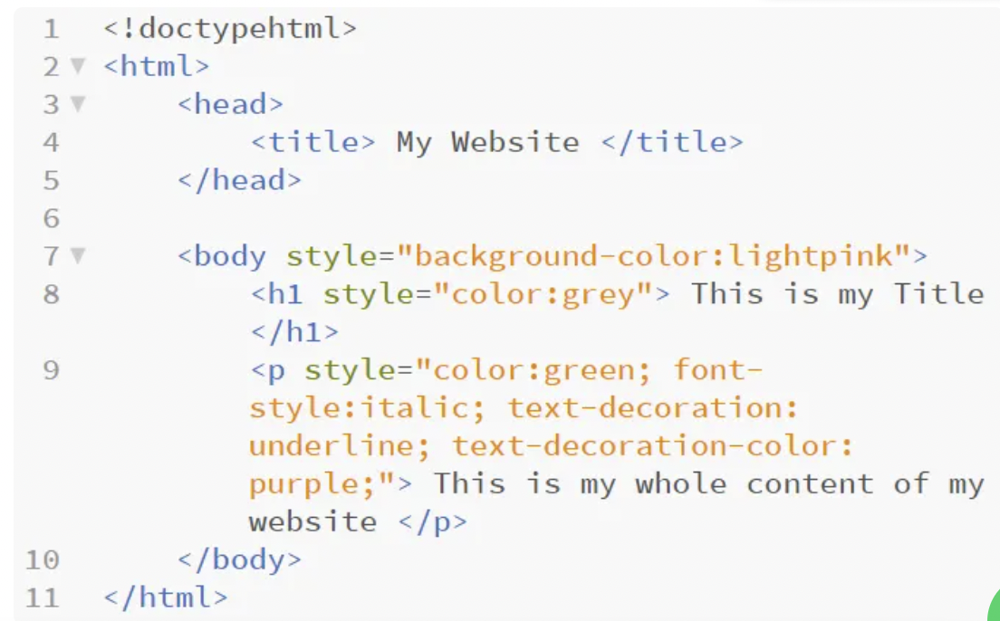 1 <!doctypehtml>
2 <html>
3 <head>
4 <title> My Website </title>
5 </head>
6
7 <body style="background-color:lightpink">
8 <h1 style="color:grey"> This is my Title
</h1>
9 <p style="color:green; font-
style:italic; text-decoration:
underline; text-decoration-color:
purple;"> This is my whole content of my
website </p>
10 </body>
11 </html>